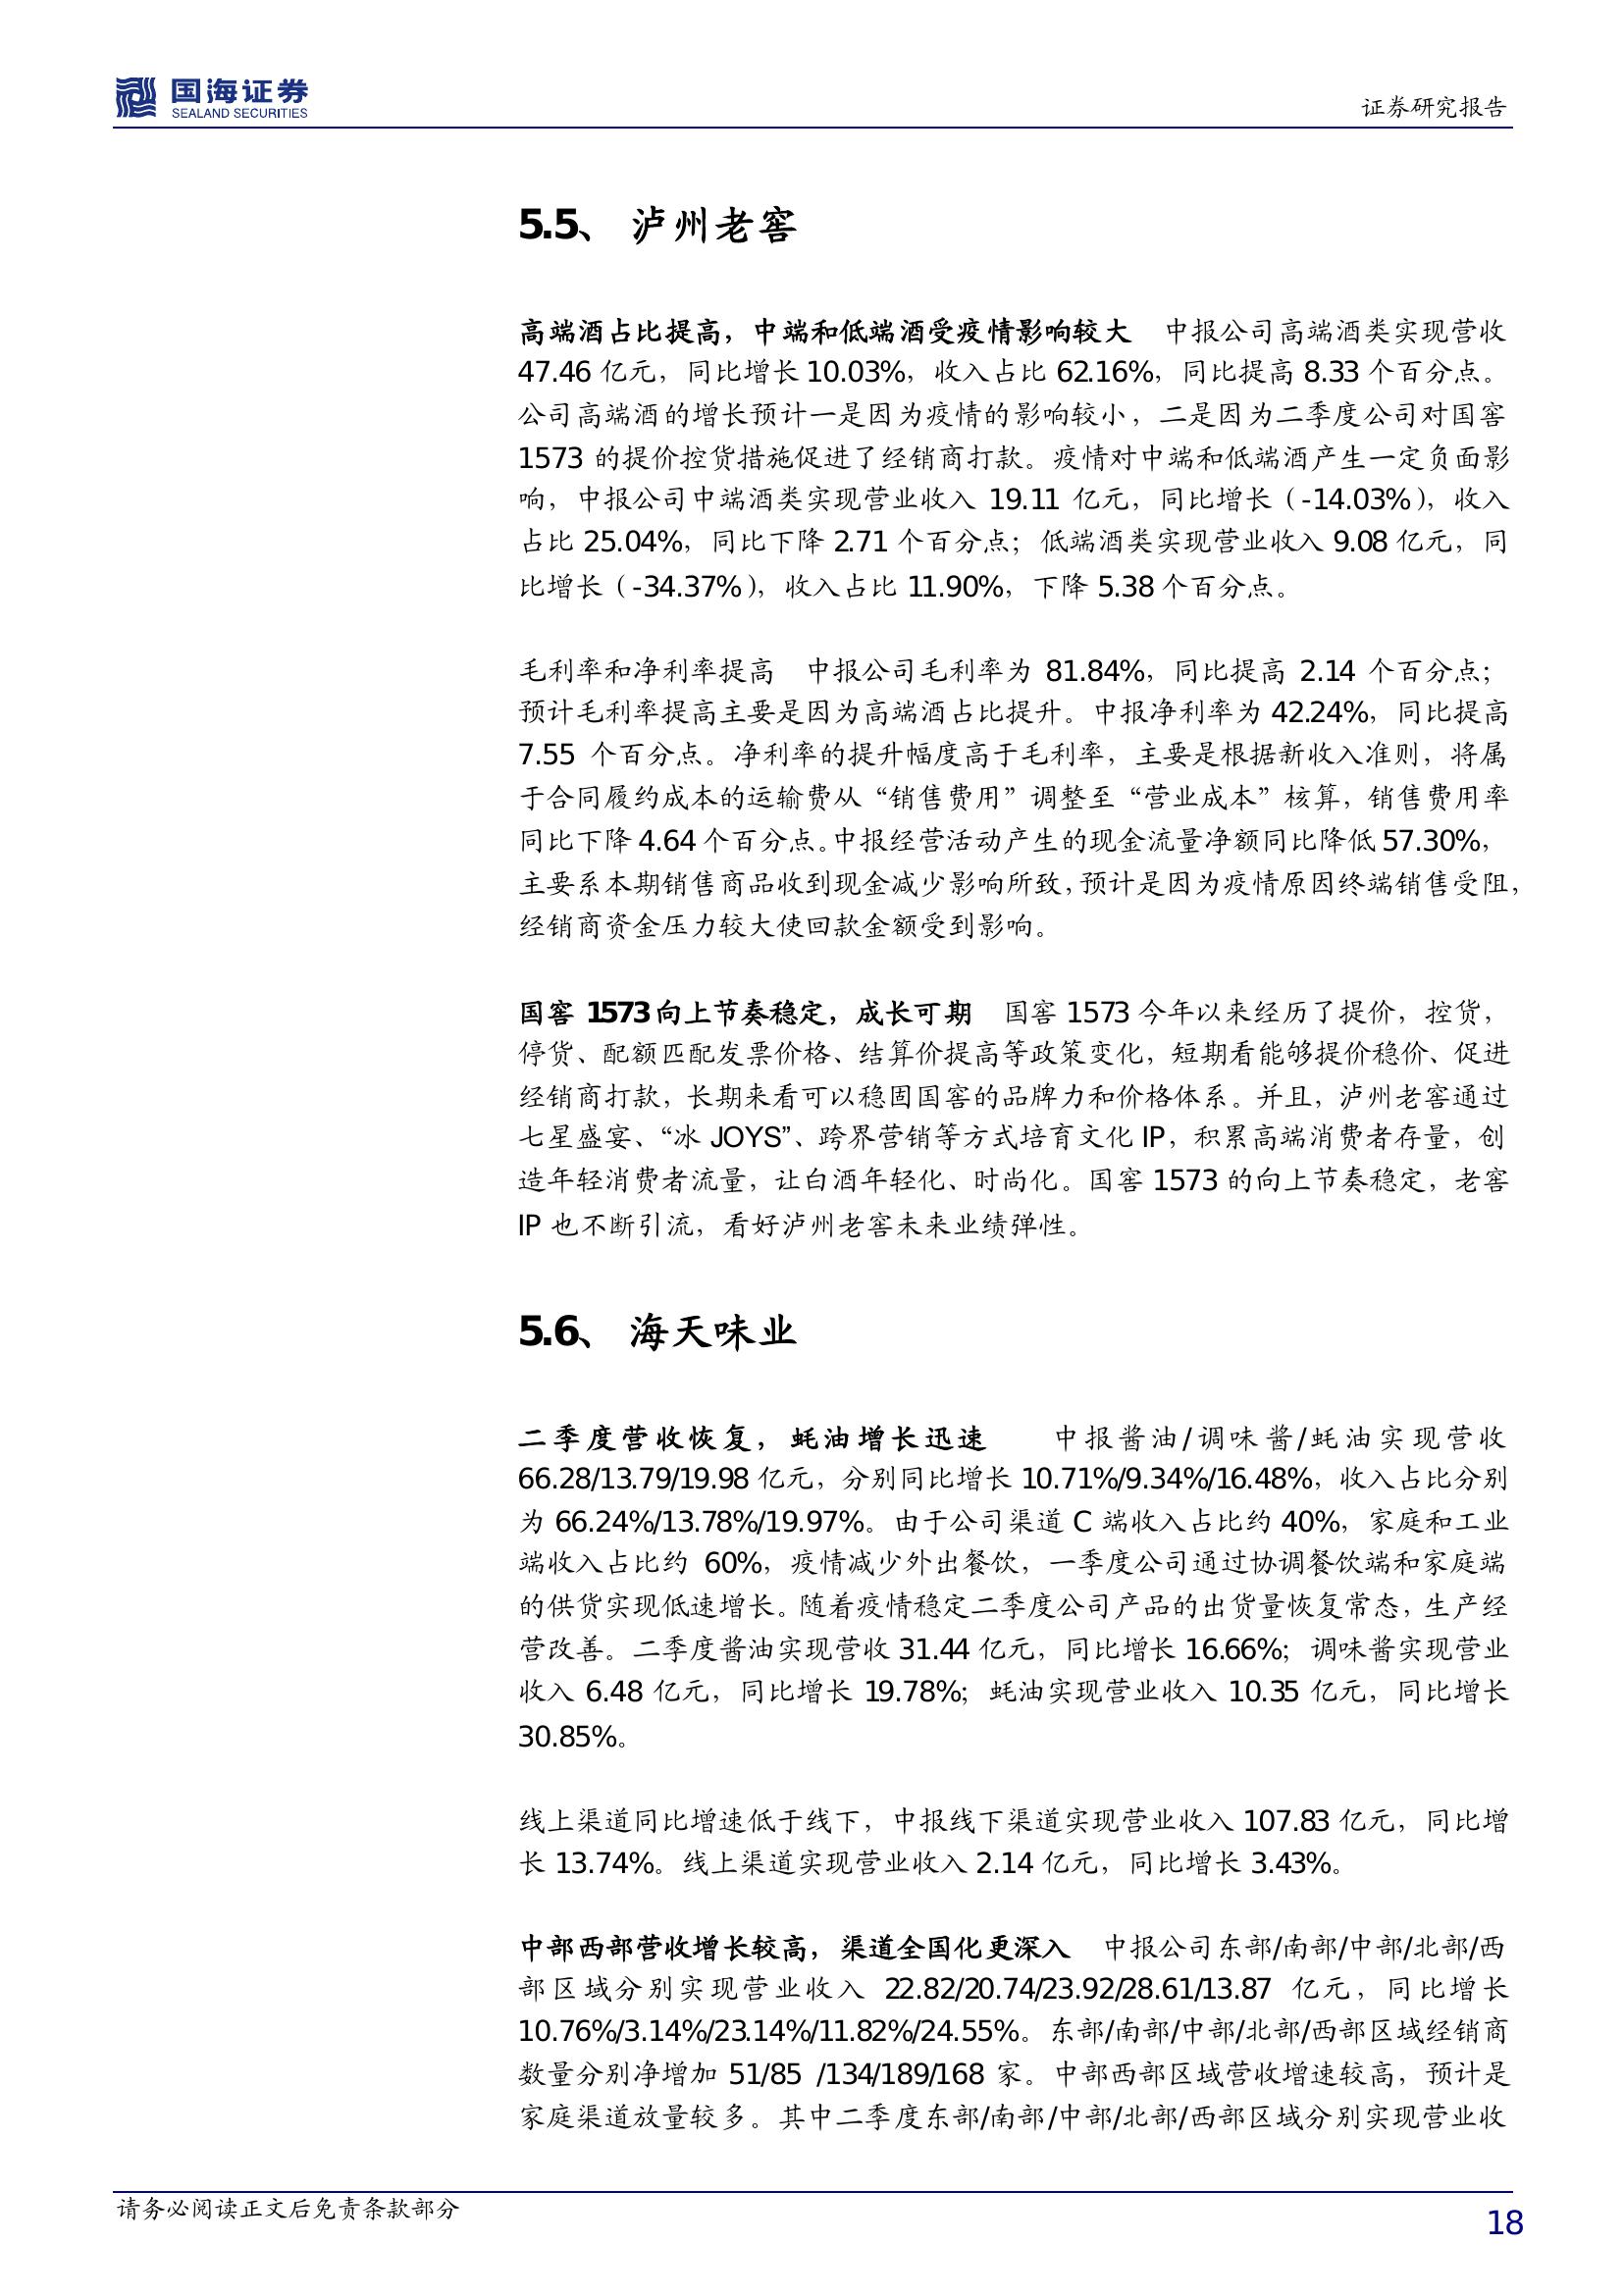 国海证券
SEALAND SECURITIES
证券研究报告
5.5、 泸州老窖
高端酒占比提高，中端和低端酒受疫情影响较大 中报公司高端酒类实现营收
47.46 亿元，同比增长 10.03%，收入占比 62.16%，同比提高 8.33 个百分点。
公司高端酒的增长预计一是因为疫情的影响较小，二是因为二季度公司对国窖
1573 的提价控货措施促进了经销商打款。疫情对中端和低端酒产生一定负面影
响，中报公司中端酒类实现营业收入 19.11 亿元，同比增长（-14.03%），收入
占比 25.04%，同比下降 2.71 个百分点；低端酒类实现营业收入 9.08 亿元，同
比增长（-34.37%），收入占比 11.90%，下降 5.38 个百分点。
毛利率和净利率提高 中报公司毛利率为 81.84%，同比提高 2.14 个百分点；
预计毛利率提高主要是因为高端酒占比提升。中报净利率为 42.24%，同比提高
7.55 个百分点。净利率的提升幅度高于毛利率，主要是根据新收入准则，将属
于合同履约成本的运输费从“销售费用”调整至“营业成本”核算，销售费用率
同比下降 4.64 个百分点。中报经营活动产生的现金流量净额同比降低 57.30%，
主要系本期销售商品收到现金减少影响所致，预计是因为疫情原因终端销售受阻，
经销商资金压力较大使回款金额受到影响。
国窖 1573 向上节奏稳定，成长可期 国窖 1573 今年以来经历了提价，控货，
停货、配额匹配发票价格、结算价提高等政策变化，短期看能够提价稳价、促进
经销商打款，长期来看可以稳固国窖的品牌力和价格体系。并且，泸州老窖通过
七星盛宴、“冰 JOYS”、跨界营销等方式培育文化 IP，积累高端消费者存量，创
造年轻消费者流量，让白酒年轻化、时尚化。国窖 1573 的向上节奏稳定，老窖
IP 也不断引流，看好泸州老窖未来业绩弹性。
5.6、 海天味业
二季度营收恢复，蚝油增长迅速 中报酱油/调味酱/蚝油实现营收
66.28/13.79/19.98 亿元，分别同比增长 10.71%/9.34%/16.48%，收入占比分别
为 66.24%/13.78%/19.97%。由于公司渠道 C 端收入占比约 40%，家庭和工业
端收入占比约 60%，疫情减少外出餐饮，一季度公司通过协调餐饮端和家庭端
的供货实现低速增长。随着疫情稳定二季度公司产品的出货量恢复常态，生产经
营改善。二季度酱油实现营收 31.44 亿元，同比增长 16.66%；调味酱实现营业
收入 6.48 亿元，同比增长 19.78%；蚝油实现营业收入 10.35 亿元，同比增长
30.85%。
线上渠道同比增速低于线下，中报线下渠道实现营业收入 107.83 亿元，同比增
长 13.74%。线上渠道实现营业收入 2.14 亿元，同比增长 3.43%。
中部西部营收增长较高，渠道全国化更深入 中报公司东部/南部/中部/北部/西
部区域分别实现营业收入 22.82/20.74/23.92/28.61/13.87 亿元，同比增长
10.76%/3.14%/23.14%/11.82%/24.55%。东部/南部/中部/北部/西部区域经销商
数量分别净增加 51/85 /134/189/168 家。中部西部区域营收增速较高，预计是
家庭渠道放量较多。其中二季度东部/南部/中部/北部/西部区域分别实现营业收
请务必阅读正文后免责条款部分
18